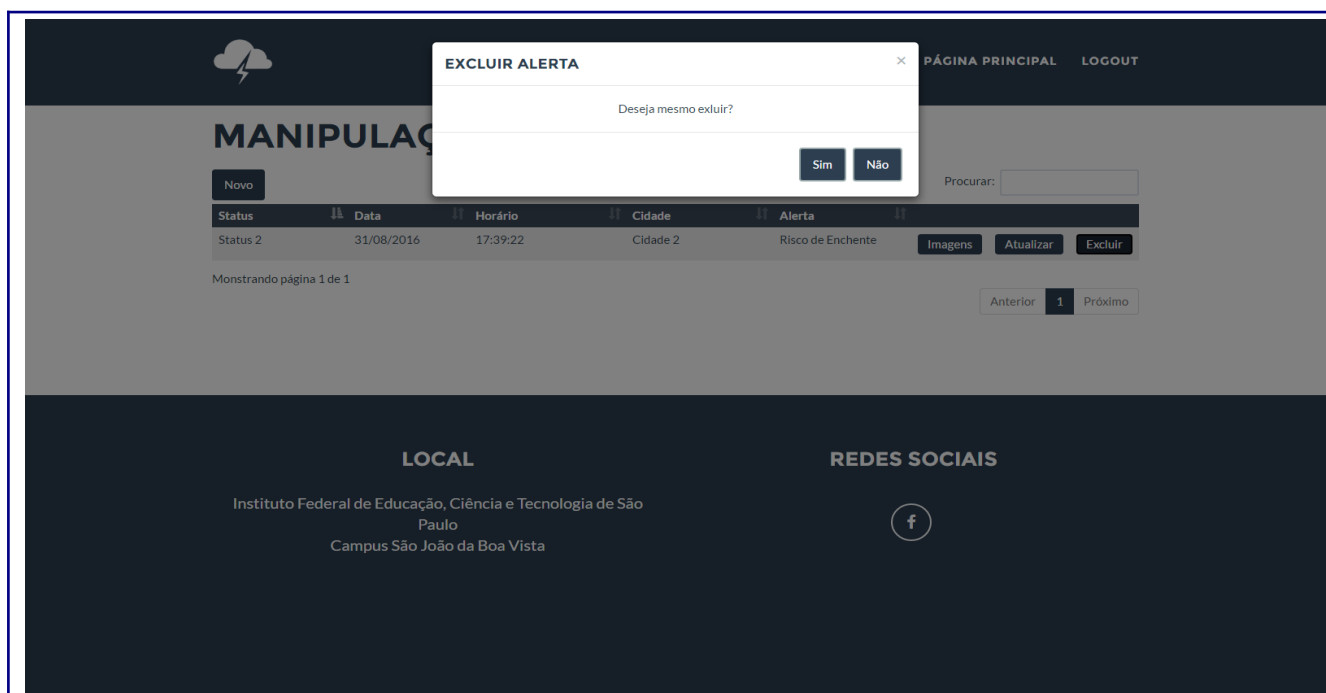 EXCLUIR ALERTA ×
PÁGINA PRINCIPAL LOGOUT
Deseja mesmo exluir?
Sim Não
MANIPULAÇ
Novo
Procurar:
Status Data Horário Cidade Alerta
Status 2 31/08/2016 17:39:22 Cidade 2 Risco de Enchente Imagens Atualizar Excluir
Monstrando página 1 de 1
Anterior 1 Próximo
LOCAL
Instituto Federal de Educação, Ciência e Tecnologia de São
Paulo
Campus São João da Boa Vista
REDES SOCIAIS
f